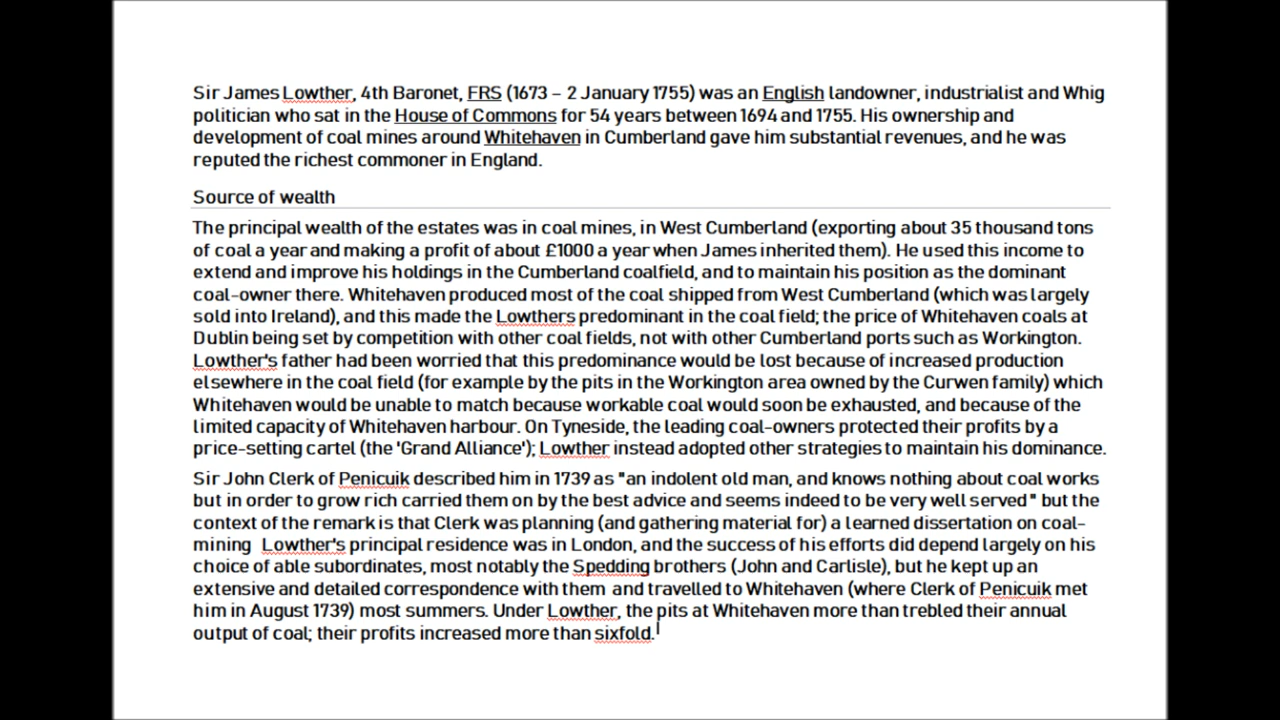 Sir James Lowther, 4th Baronet, FRS (1673 – 2 January 1755) was an English landowner, industrialist and Whig
politician who sat in the House of Commons for 54 years between 1694 and 1755. His ownership and
development of coal mines around Whitehaven in Cumberland gave him substantial revenues, and he was
reputed the richest commoner in England.
Source of wealth
The principal wealth of the estates was in coal mines, in West Cumberland (exporting about 35 thousand tons
of coal a year and making a profit of about £1000 a year when James inherited them). He used this income to
extend and improve his holdings in the Cumberland coalfield, and to maintain his position as the dominant
coal-owner there. Whitehaven produced most of the coal shipped from West Cumberland (which was largely
sold into Ireland), and this made the Lowthers predominant in the coal field; the price of Whitehaven coals at
Dublin being set by competition with other coal fields, not with other Cumberland ports such as Workington.
Lowther's father had been worried that this predominance would be lost because of increased production
elsewhere in the coal field (for example by the pits in the Workington area owned by the Curwen family) which
Whitehaven would be unable to match because workable coal would soon be exhausted, and because of the
limited capacity of Whitehaven harbour. On Tyneside, the leading coal-owners protected their profits by a
price-setting cartel (the 'Grand Alliance'); Lowther instead adopted other strategies to maintain his dominance.
Sir John Clerk of Penicuik described him in 1739 as "an indolent old man, and knows nothing about coal works
but in order to grow rich carried them on by the best advice and seems indeed to be very well served" but the
context of the remark is that Clerk was planning (and gathering material for) a learned dissertation on coal-
mining  Lowther's principal residence was in London, and the success of his efforts did depend largely on his
choice of able subordinates, most notably the Spedding brothers (John and Carlisle), but he kept up an
extensive and detailed correspondence with them and travelled to Whitehaven (where Clerk of Penicuik met
him in August 1739) most summers. Under Lowther, the pits at Whitehaven more than trebled their annual
output of coal; their profits increased more than sixfold.